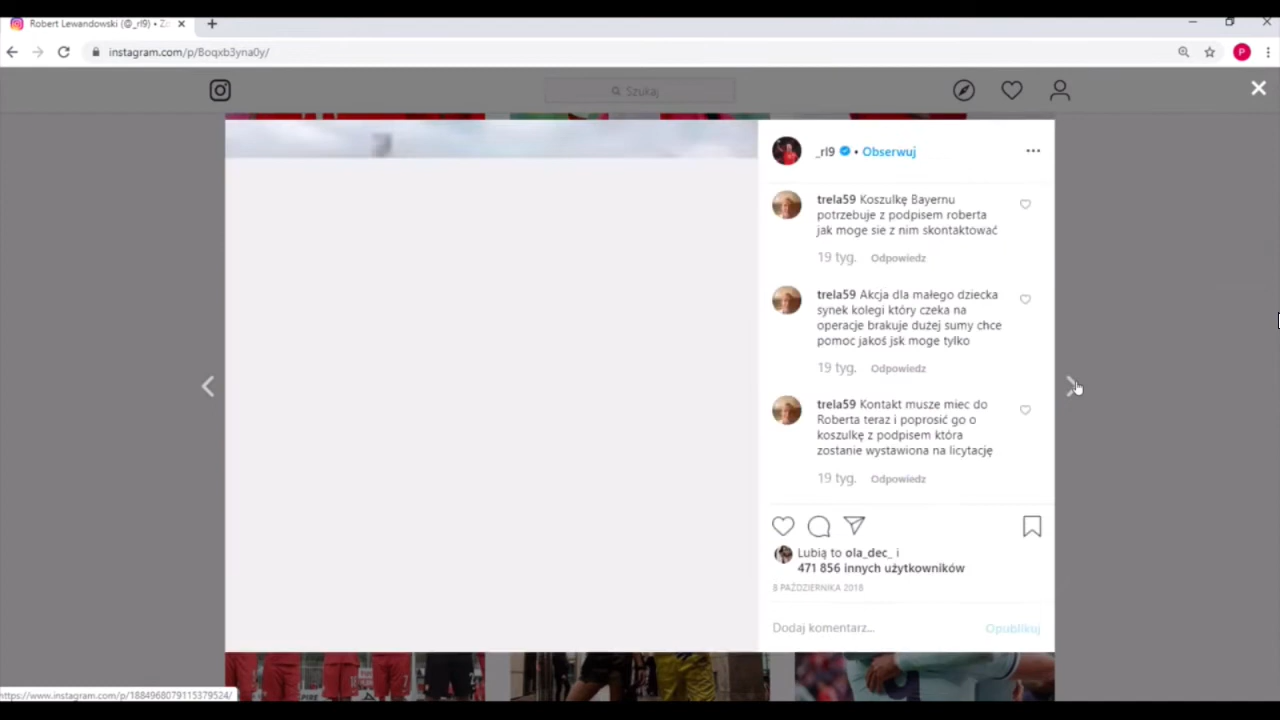 Robert Lewandowski (@_rl9) • Z
instagram.com/p/Boqxb3yna0y/
P
Szukaj
_rl9 • Obserwuj
trela59 Koszulkę Bayernu
potrzebuje z podpisem roberta
jak moge sie z nim skontaktować
19 tyg. Odpowiedz
trela59 Akcja dla małego dziecka
synek kolegi który czeka na
operacje brakuje dużej sumy chce
pomoc jakoś jsk moge tylko
19 tyg. Odpowiedz
trela59 Kontakt musze miec do
Roberta teraz i poprosić go o
koszulkę z podpisem która
zostanie wystawiona na licytację
19 tyg. Odpowiedz
Lubią to ola_dec_ i
471 856 innych użytkowników
8 PAŹDZIERNIKA 2018
Dodaj komentarz... Opublikuj
https://www.instagram.com/p/1884968079115379524/